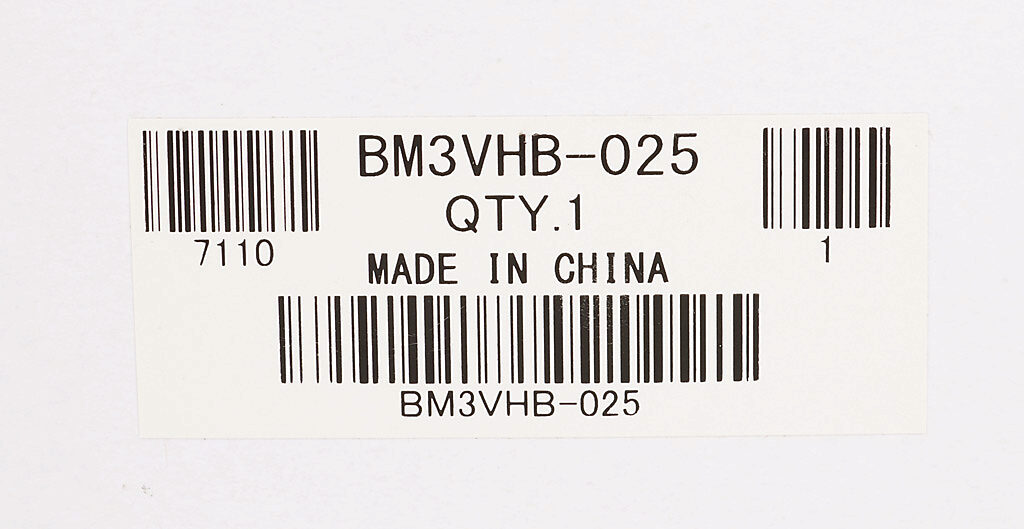 BM3VHB-025
QTY.1
7110
1
MADE IN CHINA
BM3VHB-025